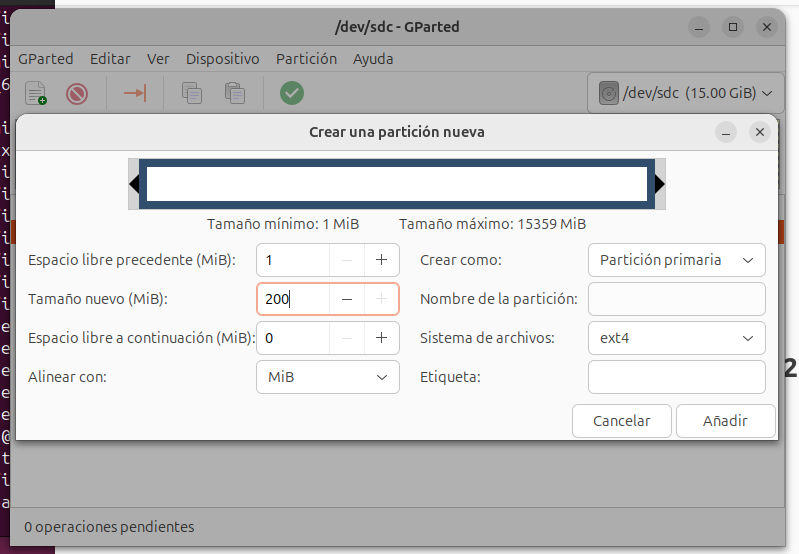 /dev/sdc - GParted
GParted Editar Ver Dispositivo Partición Ayuda
/dev/sdc (15.00 GiB)
Crear una partición nueva
Tamaño mínimo: 1 MiB Tamaño máximo: 15359 MiB
Espacio libre precedente (MiB): 1 Crear como: Partición primaria
Tamaño nuevo (MiB): 200 Nombre de la partición:
Espacio libre a continuación (MiB): 0 Sistema de archivos: ext4
Alinear con: MiB Etiqueta:
Cancelar Añadir
0 operaciones pendientes
2